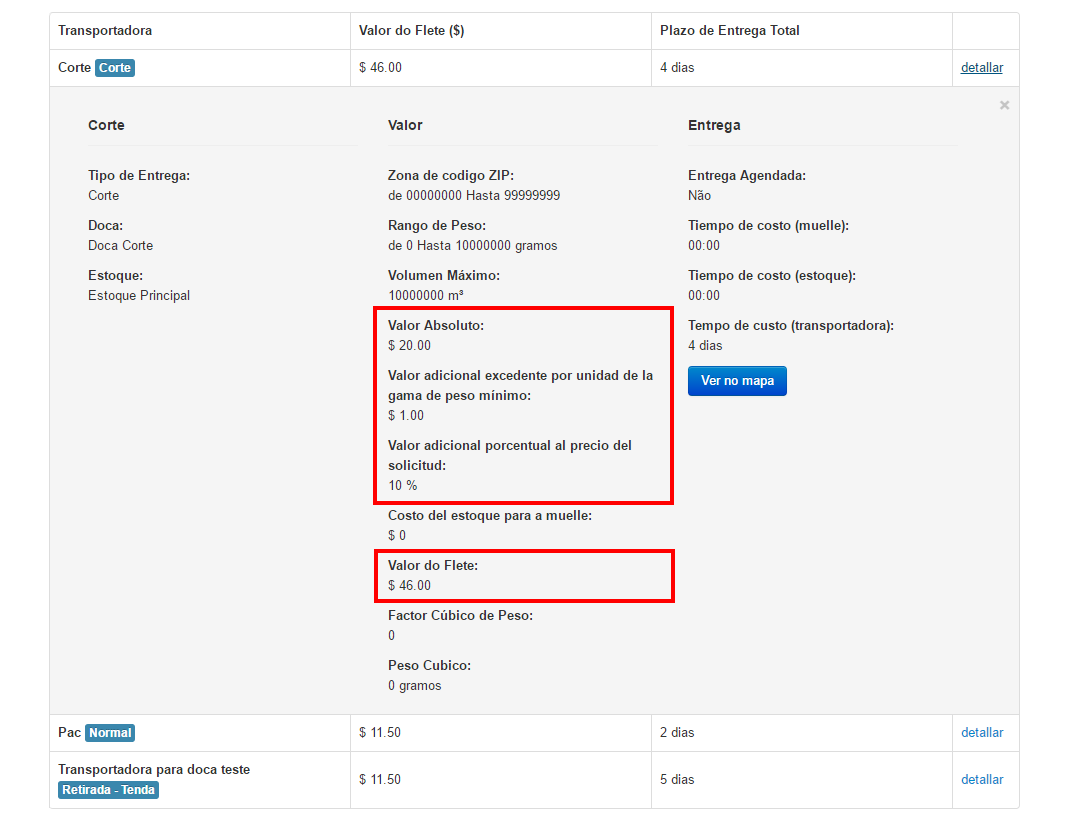 Transportadora
Valor do Flete ($)
Plazo de Entrega Total
Corte Corte
$ 46.00
4 dias
detallar
×
Corte
Tipo de Entrega:
Corte
Doca:
Doca Corte
Estoque:
Estoque Principal
Valor
Zona de codigo ZIP:
de 00000000 Hasta 99999999
Rango de Peso:
de 0 Hasta 10000000 gramos
Volumen Máximo:
10000000 m³
Valor Absoluto:
$ 20.00
Valor adicional excedente por unidad de la
gama de peso mínimo:
$ 1.00
Valor adicional porcentual al precio del
solicitud:
10 %
Costo del estoque para a muelle:
$ 0
Valor do Flete:
$ 46.00
Factor Cúbico de Peso:
0
Peso Cubico:
0 gramos
Entrega
Entrega Agendada:
Não
Tiempo de costo (muelle):
00:00
Tiempo de costo (estoque):
00:00
Tempo de custo (transportadora):
4 dias
Ver no mapa
Pac Normal
$ 11.50
2 dias
detallar
Transportadora para doca teste
Retirada - Tenda
$ 11.50
5 dias
detallar